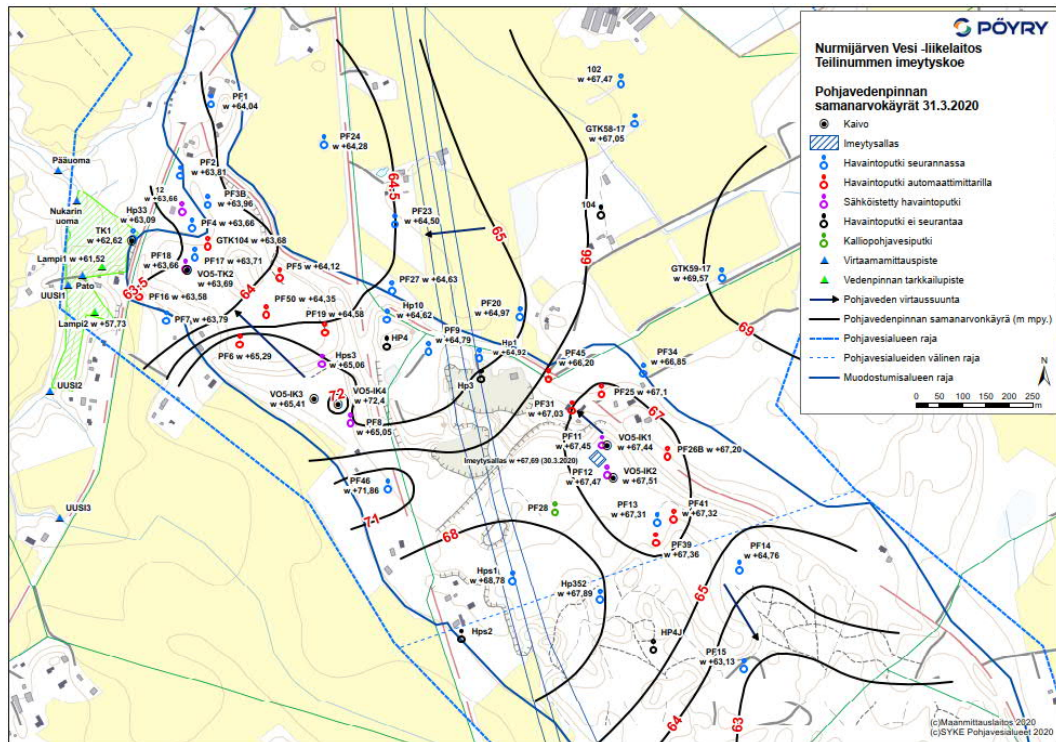 PÖYRY
Nurmijärven Vesi -liikelaitos
Teilinummen imeytyskoe
Pohjavedenpinnan
samanarvokäyrät 31.3.2020
Kaivo
Imeytysallas
Havaintoputki seurannassa
Havaintoputki automaattimittarilla
Sähköistetty havaintoputki
Havaintoputki ei seurantaa
Kalliopohjavesiputki
Virtaamamittauspiste
Vedenpinnan tarkkailupiste
Pohjaveden virtaussuunta
Pohjavedenpinnan samanarvonkäyrä (m mpy.)
Pohjavesialueen raja
Pohjavesialueiden välinen raja
Muodostumisalueen raja
N
0 50 100 150 200 250
m
102
w +67,47
PF1
w +64,04
GTK58-17
w +67,05
PF24
w +64,28
Pääuoma
PF2
w +63,81
64,5
12
w +63,66
PF3B
w +63,96
Nukarin
uoma
Hp33
w +63,09
104
PF23
w +64,50
65
TK1
w +62,62
PF4 w +63,66
GTK104 w +63,68
66
Lampi1 w +61,52
PF18
w +63,66
PF17 w +63,71
VO5-TK2
w +63,69
PF5 w +64,12
GTK59-17
w +69,57
Pato
UUSI1
63,5
PF27 w +64,63
64
PF16 w +63,58
PF50 w +64,35
Hp10
w +64,62
PF20
w +64,97
Lampi2 w +57,73
PF7 w +63,79
PF19 w +64,58
69
PF6 w +65,29
HP4
PF9
w +64,79
Hp1
w +64,92
Hps3
w +65,06
PF45
w +66,20
PF34
w +66,85
UUSI2
VO5-IK3
w +65,41
72
VO5-IK4
w +72,4
Hp3
PF25 w +67,1
PF31
w +67,03
67
PF8
w +65,05
PF11
w +67,45
VO5-IK1
w +67,44
PF26B w +67,20
Imeytysallas w +67,69 (30.3.2020)
PF12
w +67,47
VO5-IK2
w +67,51
PF46
w +71,86
UUSI3
71
PF28
PF13
w +67,31
PF41
w +67,32
68
PF39
w +67,36
PF14
w +64,76
Hps1
w +68,78
Hp352
w +67,89
65
Hps2
HP4J
PF15
w +63,13
64
63
(c)Maanmittauslaitos 2020
(c)SYKE Pohjavesialueet 2020